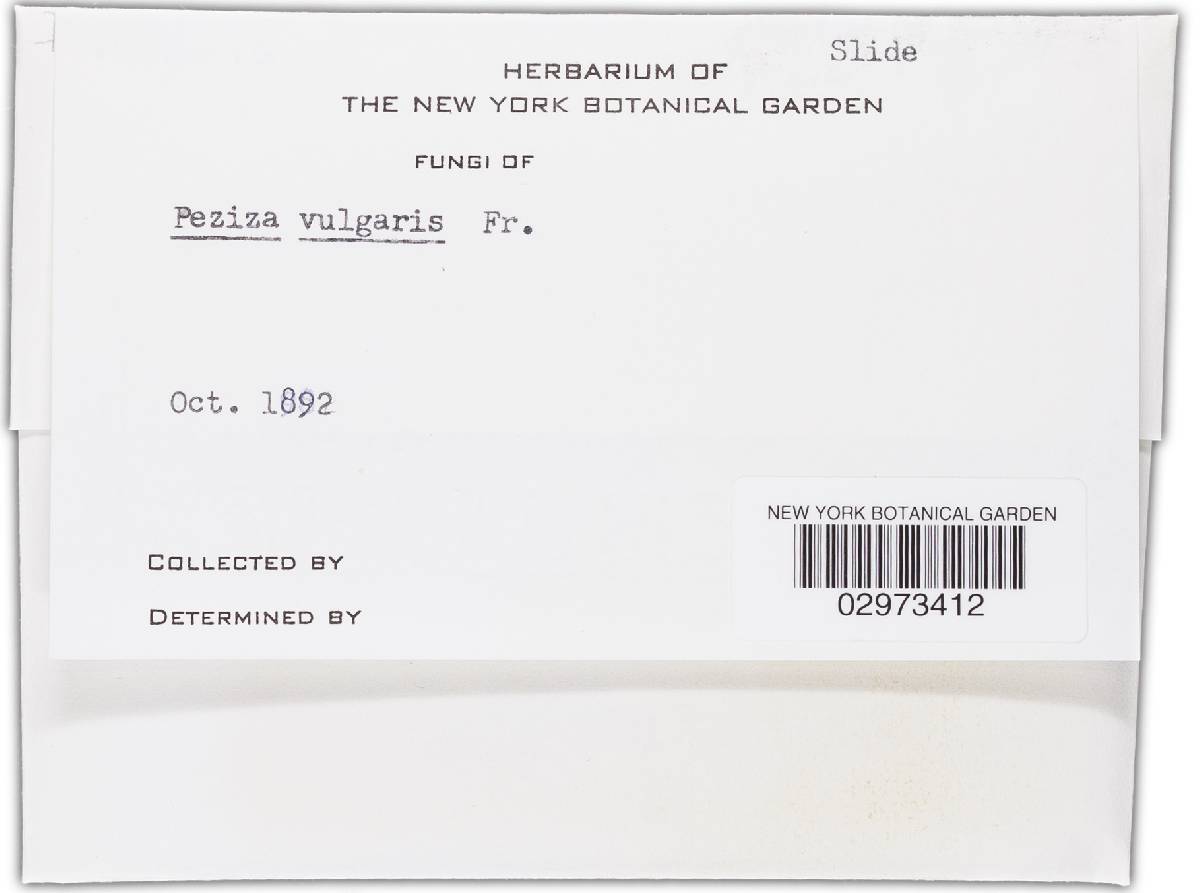 Slide
HERBARIUM OF
THE NEW YORK BOTANICAL GARDEN
FUNGI OF
Peziza vulgaris Fr.
Oct. 1892
COLLECTED BY
DETERMINED BY
NEW YORK BOTANICAL GARDEN
02973412